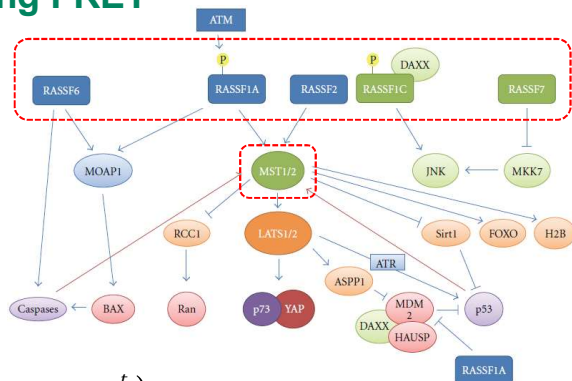 ng FRET
ATM
P
P
DAXX
RASSF6
RASSF1A
RASSF2
RASSF1C
RASSF7
MOAP1
MST1/2
JNK
MKK7
RCC1
LATS1/2
Sirt1
FOXO
H2B
ATR
ASPP1
Caspases
BAX
Ran
p73
YAP
MDM
2
p53
DAXX
HAUSP
RASSF1A
t )